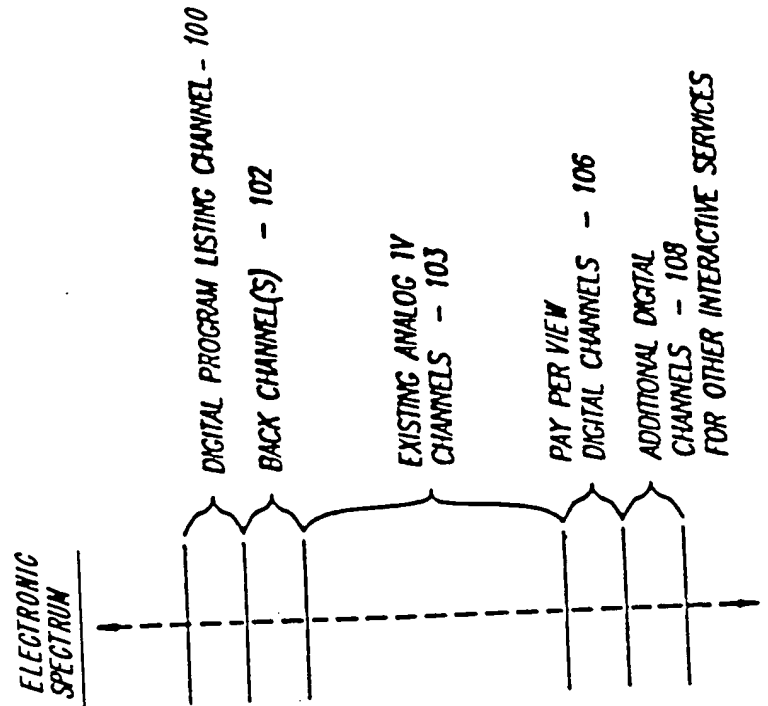 ELECTRONIC
SPECTRUM
DIGITAL PROGRAM LISTING CHANNEL - 100
BACK CHANNEL(S) - 102
EXISTING ANALOG TV
CHANNELS - 103
PAY PER VIEW
DIGITAL CHANNELS - 106
ADDITIONAL DIGITAL
CHANNELS - 108
FOR OTHER INTERACTIVE SERVICES